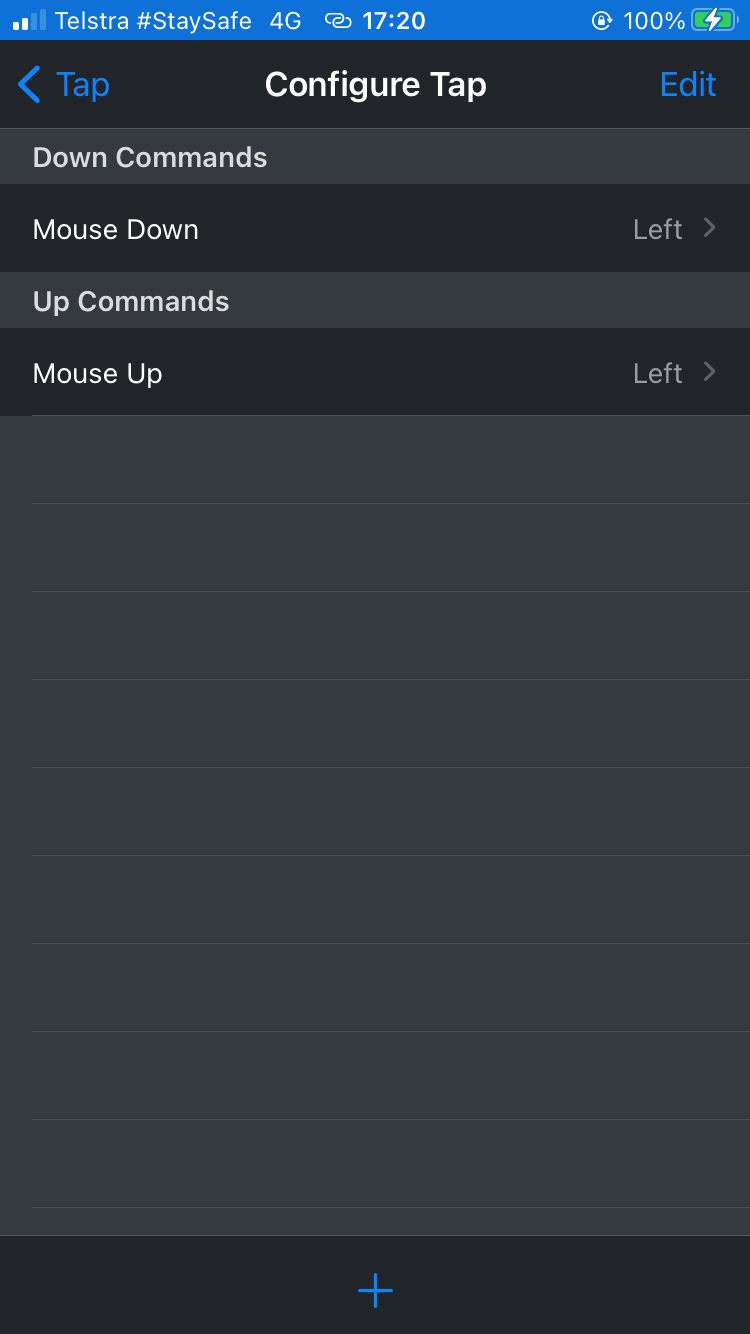 Telstra #StaySafe 4G 17:20 100%
Tap Configure Tap Edit
Down Commands
Mouse Down Left
Up Commands
Mouse Up Left